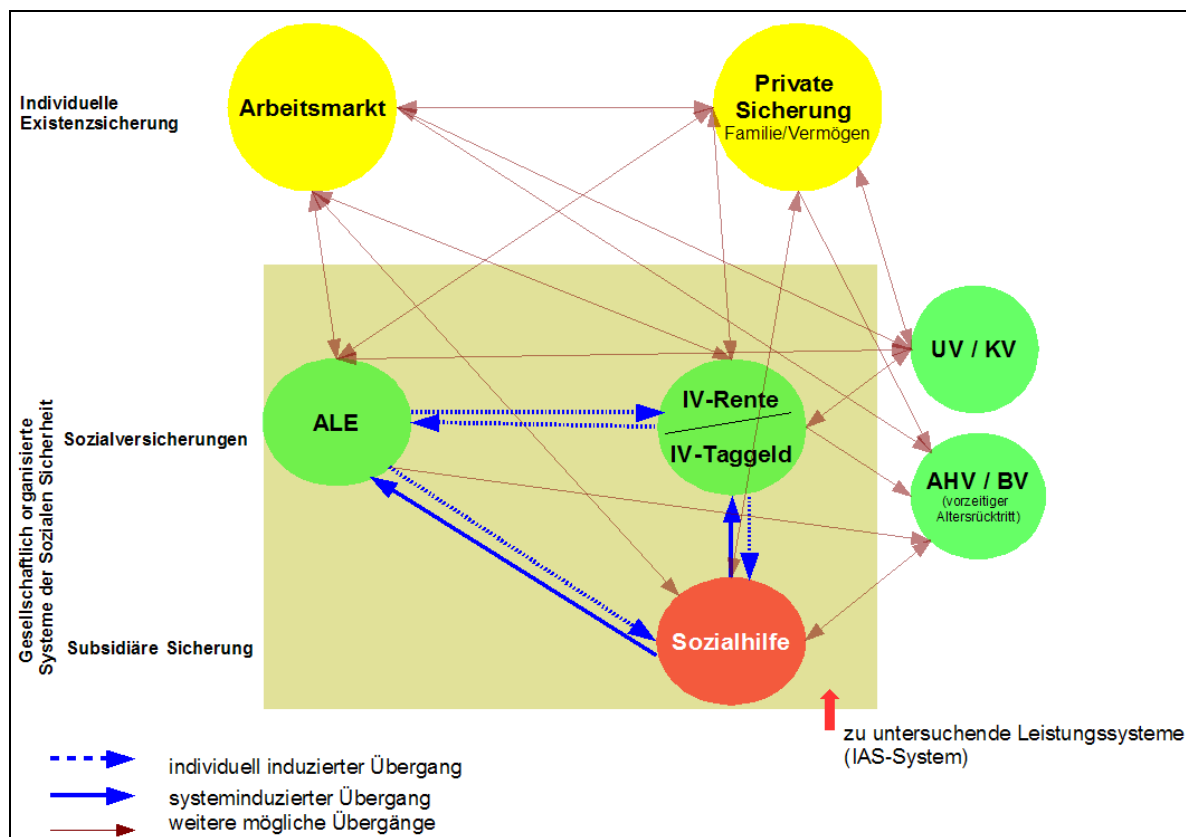 Individuelle
Existenzsicherung
Arbeitsmarkt
Private
Sicherung
Familie/Vermögen
Gesellschaftlich organisierte
Systeme der Sozialen Sicherheit
Sozialversicherungen
ALE
IV-Rente
IV-Taggeld
UV / KV
AHV / BV
(vorzeitiger
Altersrücktritt)
Subsidiäre Sicherung
Sozialhilfe
zu untersuchende Leistungssysteme
(IAS-System)
individuell induzierter Übergang
systeminduzierter Übergang
weitere mögliche Übergänge